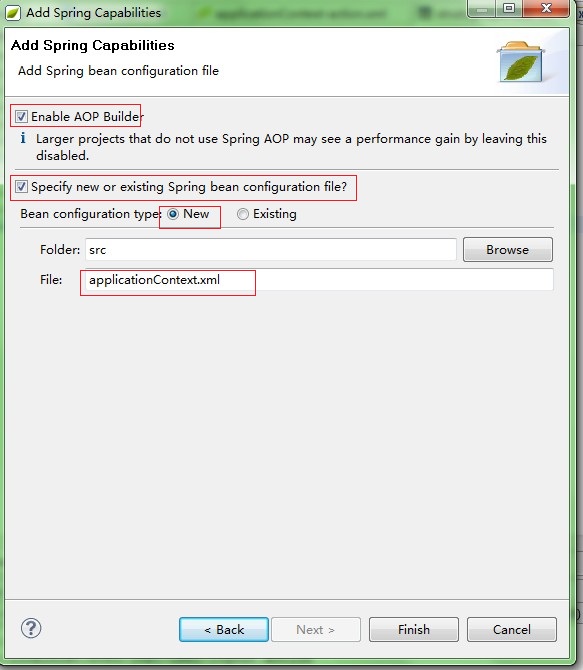 Add Spring Capabilities
Add Spring Capabilities
Add Spring bean configuration file
Enable AOP Builder
Larger projects that do not use Spring AOP may see a performance gain by leaving this
disabled.
Specify new or existing Spring bean configuration file?
Bean configuration type: New Existing
Folder: src Browse
File: applicationContext.xml
< Back Next > Finish Cancel